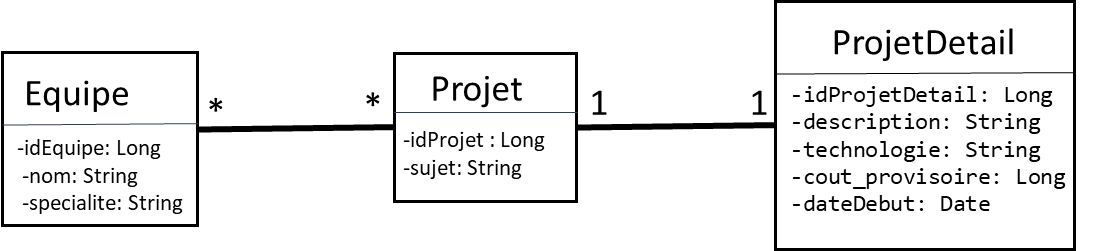 Equipe
-idEquipe: Long
-nom: String
-specialite: String
*
*
Projet
-idProjet : Long
-sujet: String
1
1
ProjetDetail
-idProjetDetail: Long
-description: String
-technologie: String
-cout_provisoire: Long
-dateDebut: Date